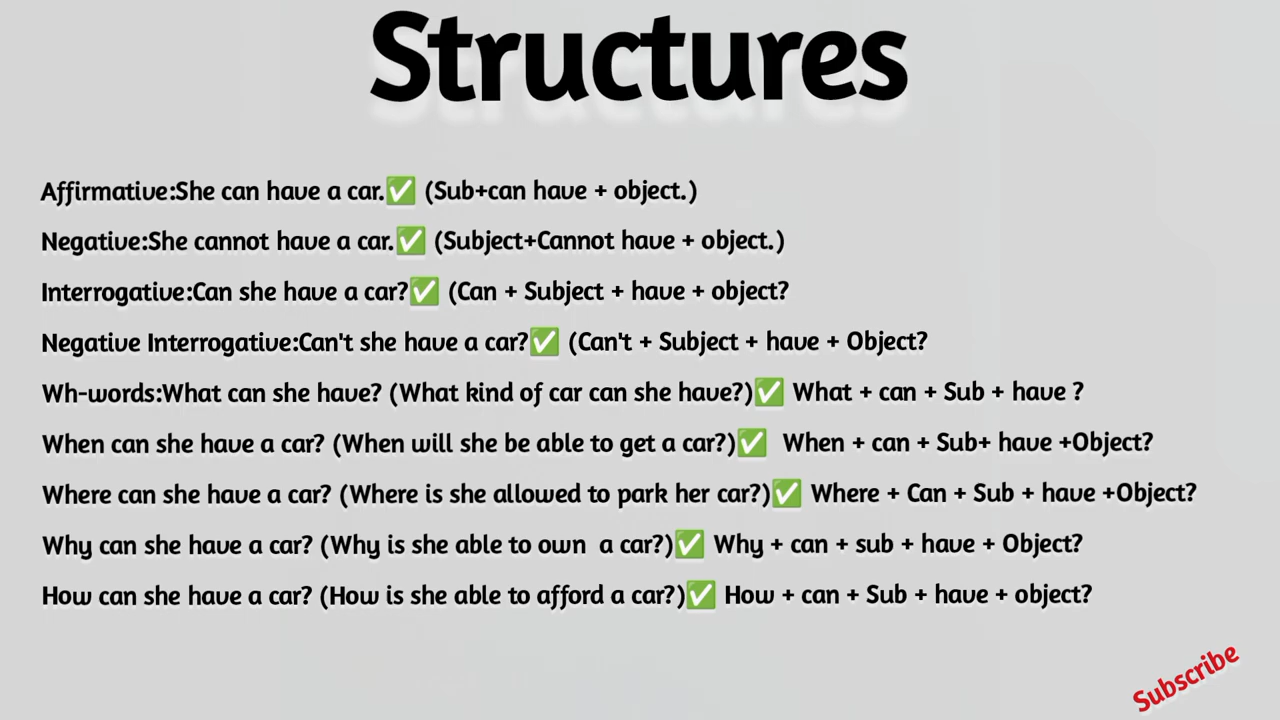 Structures
Affirmative:She can have a car.✅ (Sub+can have + object.)
Negative:She cannot have a car.✅ (Subject+Cannot have + object.)
Interrogative:Can she have a car?✅ (Can + Subject + have + object?
Negative Interrogative:Can't she have a car?✅ (Can't + Subject + have + Object?
Wh-words:What can she have? (What kind of car can she have?)✅ What + can + Sub + have ?
When can she have a car? (When will she be able to get a car?)✅ When + can + Sub+ have +Object?
Where can she have a car? (Where is she allowed to park her car?)✅ Where + Can + Sub + have +Object?
Why can she have a car? (Why is she able to own a car?)✅ Why + can + sub + have + Object?
How can she have a car? (How is she able to afford a car?)✅ How + can + Sub + have + object?
Subscribe